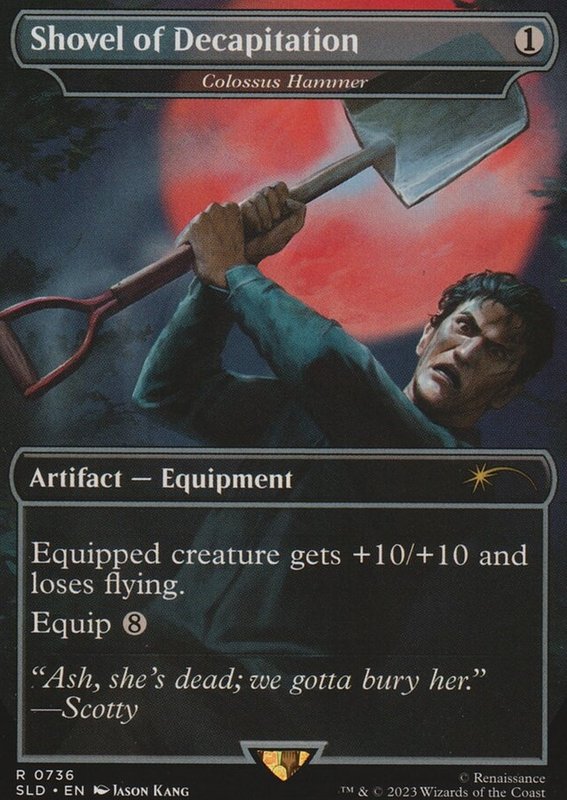 Shovel of Decapitation 1
Colossus Hammer
Artifact — Equipment
Equipped creature gets +10/+10 and
loses flying.
Equip 8
“Ash, she’s dead; we gotta bury her.”
—Scotty
R 0736
SLD • EN Jason Kang
© Renaissance
™ & © 2023 Wizards of the Coast